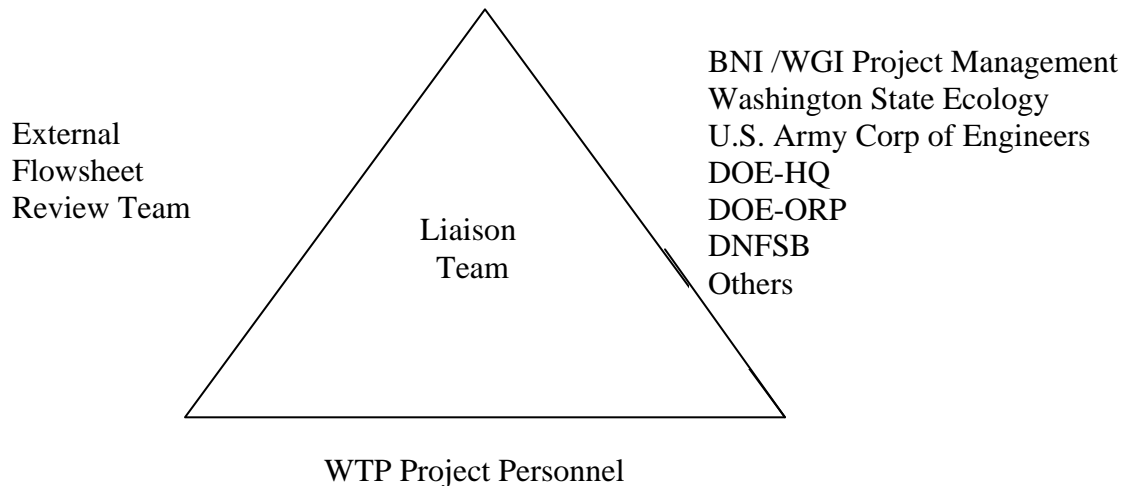 External
Flowsheet
Review Team
Liaison
Team
BNI /WGI Project Management
Washington State Ecology
U.S. Army Corp of Engineers
DOE-HQ
DOE-ORP
DNFSB
Others
WTP Project Personnel